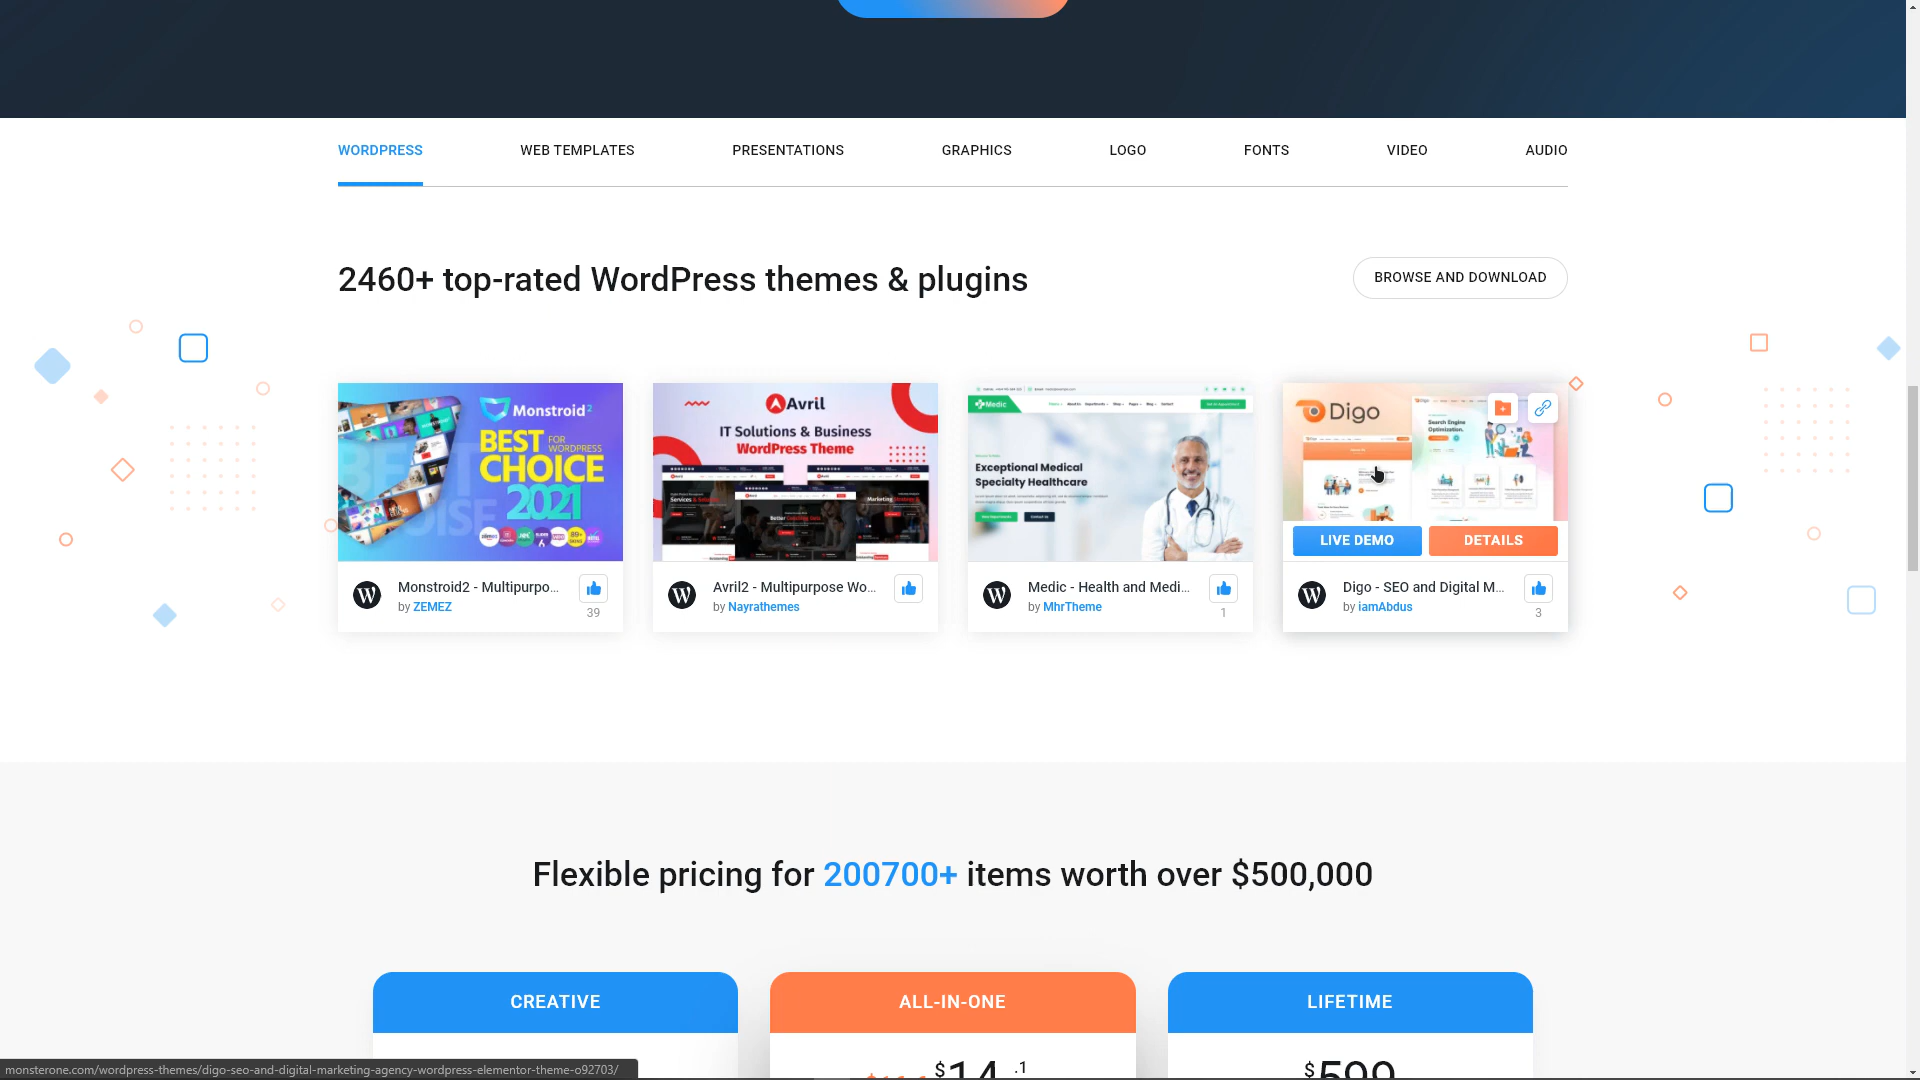 WORDPRESS
WEB TEMPLATES
PRESENTATIONS
GRAPHICS
LOGO
FONTS
VIDEO
AUDIO
2460+ top-rated WordPress themes & plugins
BROWSE AND DOWNLOAD
Monstroid2
BEST FOR WORDPRESS
CHOICE
2021
Avril
IT Solutions & Business
WordPress Theme
Medic
Exceptional Medical
Specialty Healthcare
Digo
Search Engine
Optimization.
LIVE DEMO
DETAILS
Monstroid2 - Multipurpo...
by ZEMEZ
39
Avril2 - Multipurpose Wo...
by Nayrathemes
Medic - Health and Medi...
by MhrTheme
1
Digo - SEO and Digital M...
by iamAbdus
3
Flexible pricing for 200700+ items worth over $500,000
CREATIVE
ALL-IN-ONE
LIFETIME
$14 .1
$599
monsterone.com/wordpress-themes/digo-seo-and-digital-marketing-agency-wordpress-elementor-theme-o92703/